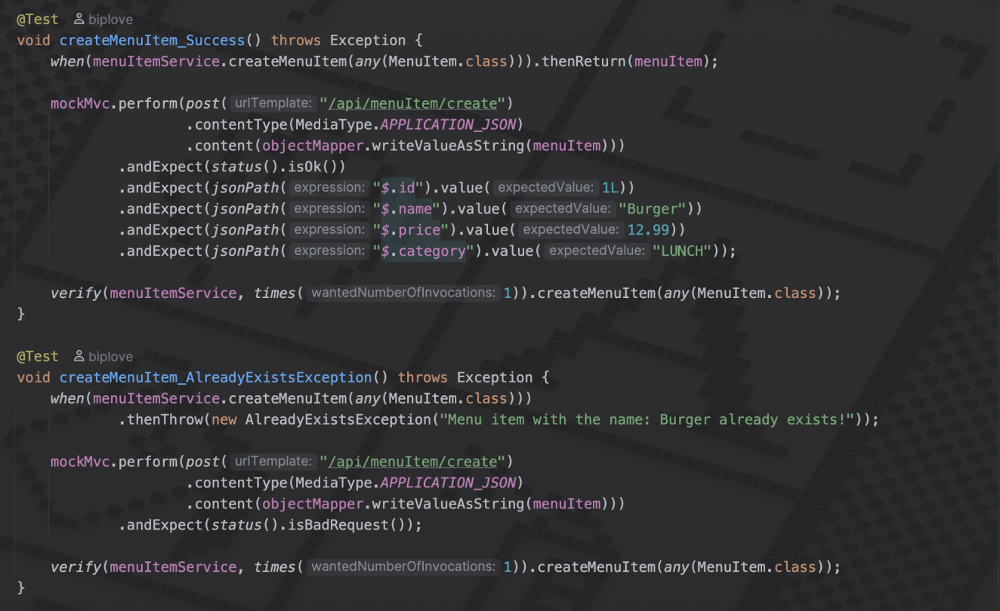 @Test biplove
void createMenuItem_Success() throws Exception {
when(menuItemService.createMenuItem(any(MenuItem.class))).thenReturn(menuItem);
mockMvc.perform(post( urlTemplate: "/api/menuItem/create")
.contentType(MediaType.APPLICATION_JSON)
.content(objectMapper.writeValueAsString(menuItem)))
.andExpect(status().isOk())
.andExpect(jsonPath( expression: "$.id").value( expectedValue: 1L))
.andExpect(jsonPath( expression: "$.name").value( expectedValue: "Burger"))
.andExpect(jsonPath( expression: "$.price").value( expectedValue: 12.99))
.andExpect(jsonPath( expression: "$.category").value( expectedValue: "LUNCH"));
verify(menuItemService, times( wantedNumberOfInvocations: 1)).createMenuItem(any(MenuItem.class));
}
@Test biplove
void createMenuItem_AlreadyExistsException() throws Exception {
when(menuItemService.createMenuItem(any(MenuItem.class)))
.thenThrow(new AlreadyExistsException("Menu item with the name: Burger already exists!"));
mockMvc.perform(post( urlTemplate: "/api/menuItem/create")
.contentType(MediaType.APPLICATION_JSON)
.content(objectMapper.writeValueAsString(menuItem)))
.andExpect(status().isBadRequest());
verify(menuItemService, times( wantedNumberOfInvocations: 1)).createMenuItem(any(MenuItem.class));
}